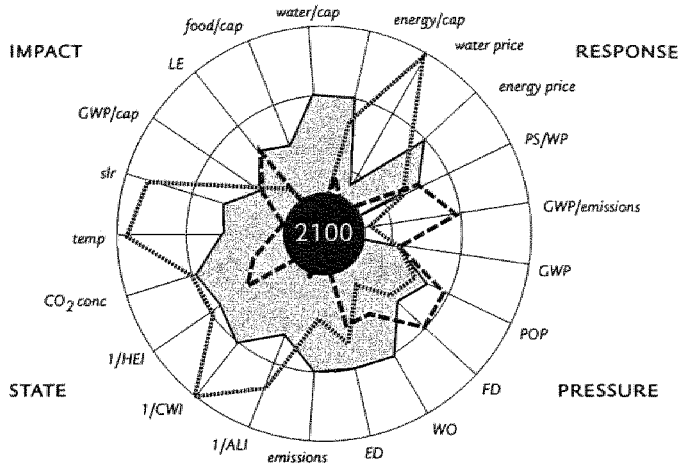 water/cap
energy/cap
food/cap
water price
IMPACT
RESPONSE
LE
energy price
GWP/cap
PS/WP
slr
GWP/emissions
2100
temp
GWP
CO2 conc
POP
1/HEI
FD
STATE
PRESSURE
1/CWI
WO
1/ALI
ED
emissions